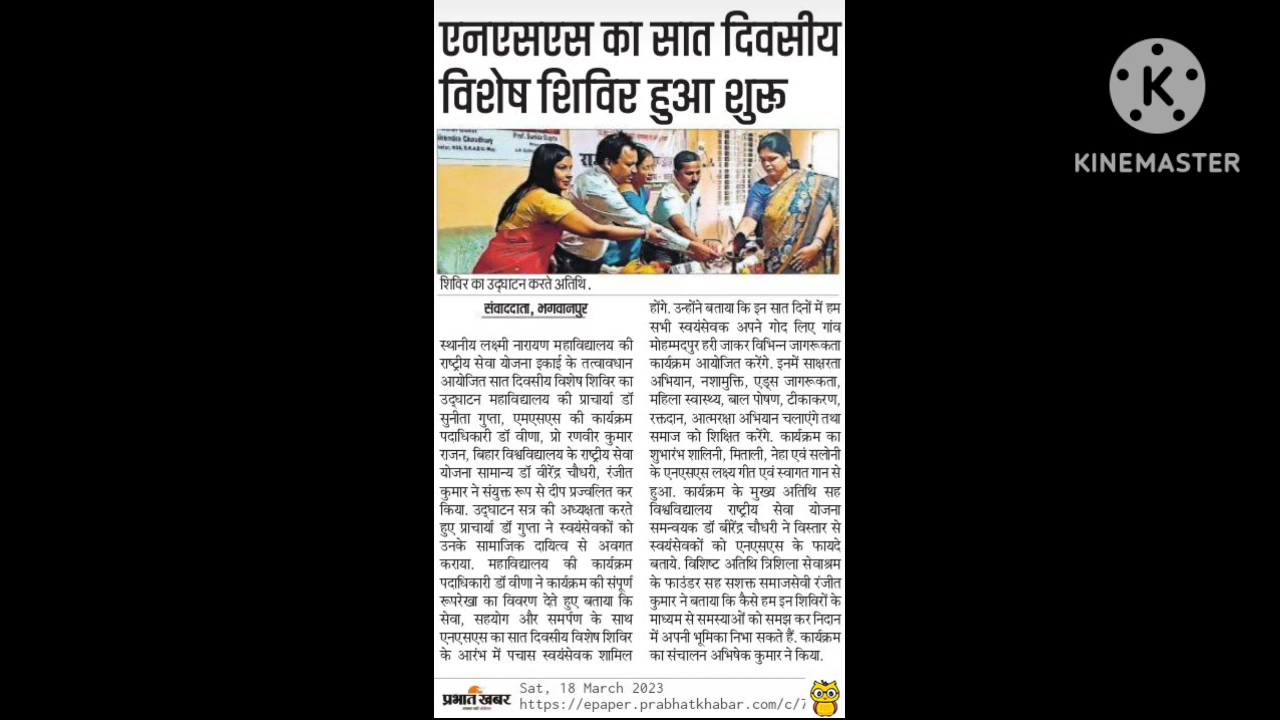 एनएसएस का सात दिवसीय
विशेष शिविर हुआ शुरू
KINEMASTER
शिविर का उद्घाटन करते अतिथि.
संवाददाता, भगवानपुर
स्थानीय लक्ष्मी नारायण महाविद्यालय की
राष्ट्रीय सेवा योजना इकाई के तत्वावधान
आयोजित सात दिवसीय विशेष शिविर का
उद्घाटन महाविद्यालय की प्राचार्या डॉ
सुनीता गुप्ता, एमएसएस की कार्यक्रम
पदाधिकारी डॉ वीणा, प्रो रणवीर कुमार
राजन, बिहार विश्वविद्यालय के राष्ट्रीय सेवा
योजना सामान्य डॉ वीरेंद्र चौधरी, रंजीत
कुमार ने संयुक्त रूप से दीप प्रज्वलित कर
किया. उद्घाटन सत्र की अध्यक्षता करते
हुए प्राचार्या डॉ गुप्ता ने स्वयंसेवकों को
उनके सामाजिक दायित्व से अवगत
कराया. महाविद्यालय की कार्यक्रम
पदाधिकारी डॉ वीणा ने कार्यक्रम की संपूर्ण
रूपरेखा का विवरण देते हुए बताया कि
सेवा, सहयोग और समर्पण के साथ
एनएसएस का सात दिवसीय विशेष शिविर
के आरंभ में पचास स्वयंसेवक शामिल
होंगे. उन्होंने बताया कि इन सात दिनों में हम
सभी स्वयंसेवक अपने गोद लिए गांव
मोहम्मदपुर हरी जाकर विभिन्न जागरूकता
कार्यक्रम आयोजित करेंगे. इनमें साक्षरता
अभियान, नशामुक्ति, एड्स जागरूकता,
महिला स्वास्थ्य, बाल पोषण, टीकाकरण,
रक्तदान, आत्मरक्षा अभियान चलाएंगे तथा
समाज को शिक्षित करेंगे. कार्यक्रम का
शुभारंभ शालिनी, मिताली, नेहा एवं सलोनी
के एनएसएस लक्ष्य गीत एवं स्वागत गान से
हुआ. कार्यक्रम के मुख्य अतिथि सह
विश्वविद्यालय राष्ट्रीय सेवा योजना
समन्वयक डॉ बीरेंद्र चौधरी ने विस्तार से
स्वयंसेवकों को एनएसएस के फायदे
बताये. विशिष्ट अतिथि त्रिशिला सेवाश्रम
के फाउंडर सह सशक्त समाजसेवी रंजीत
कुमार ने बताया कि कैसे हम इन शिविरों के
माध्यम से समस्याओं को समझ कर निदान
में अपनी भूमिका निभा सकते हैं. कार्यक्रम
का संचालन अभिषेक कुमार ने किया.
प्रभात खबर
Sat, 18 March 2023
https://epaper.prabhatkhabar.com/c/7